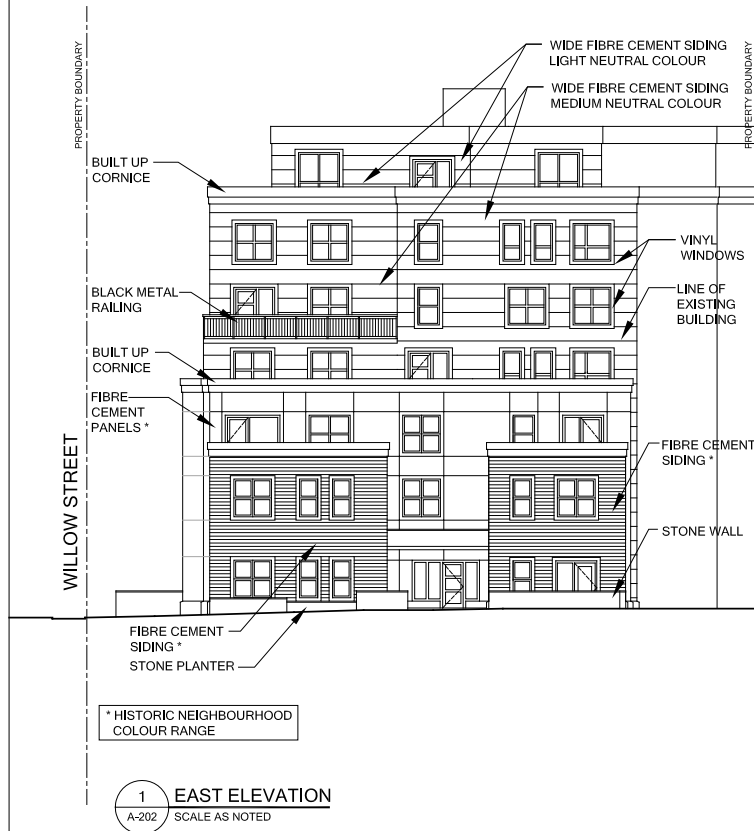 PROPERTY BOUNDARY
PROPERTY BOUNDARY
WIDE FIBRE CEMENT SIDING
LIGHT NEUTRAL COLOUR
WIDE FIBRE CEMENT SIDING
MEDIUM NEUTRAL COLOUR
BUILT UP
CORNICE
VINYL
WINDOWS
BLACK METAL
RAILING
LINE OF
EXISTING
BUILDING
BUILT UP
CORNICE
FIBRE
CEMENT
PANELS *
FIBRE CEMENT
SIDING *
WILLOW STREET
STONE WALL
FIBRE CEMENT
SIDING *
STONE PLANTER
* HISTORIC NEIGHBOURHOOD
COLOUR RANGE
1
A-202
EAST ELEVATION
SCALE AS NOTED